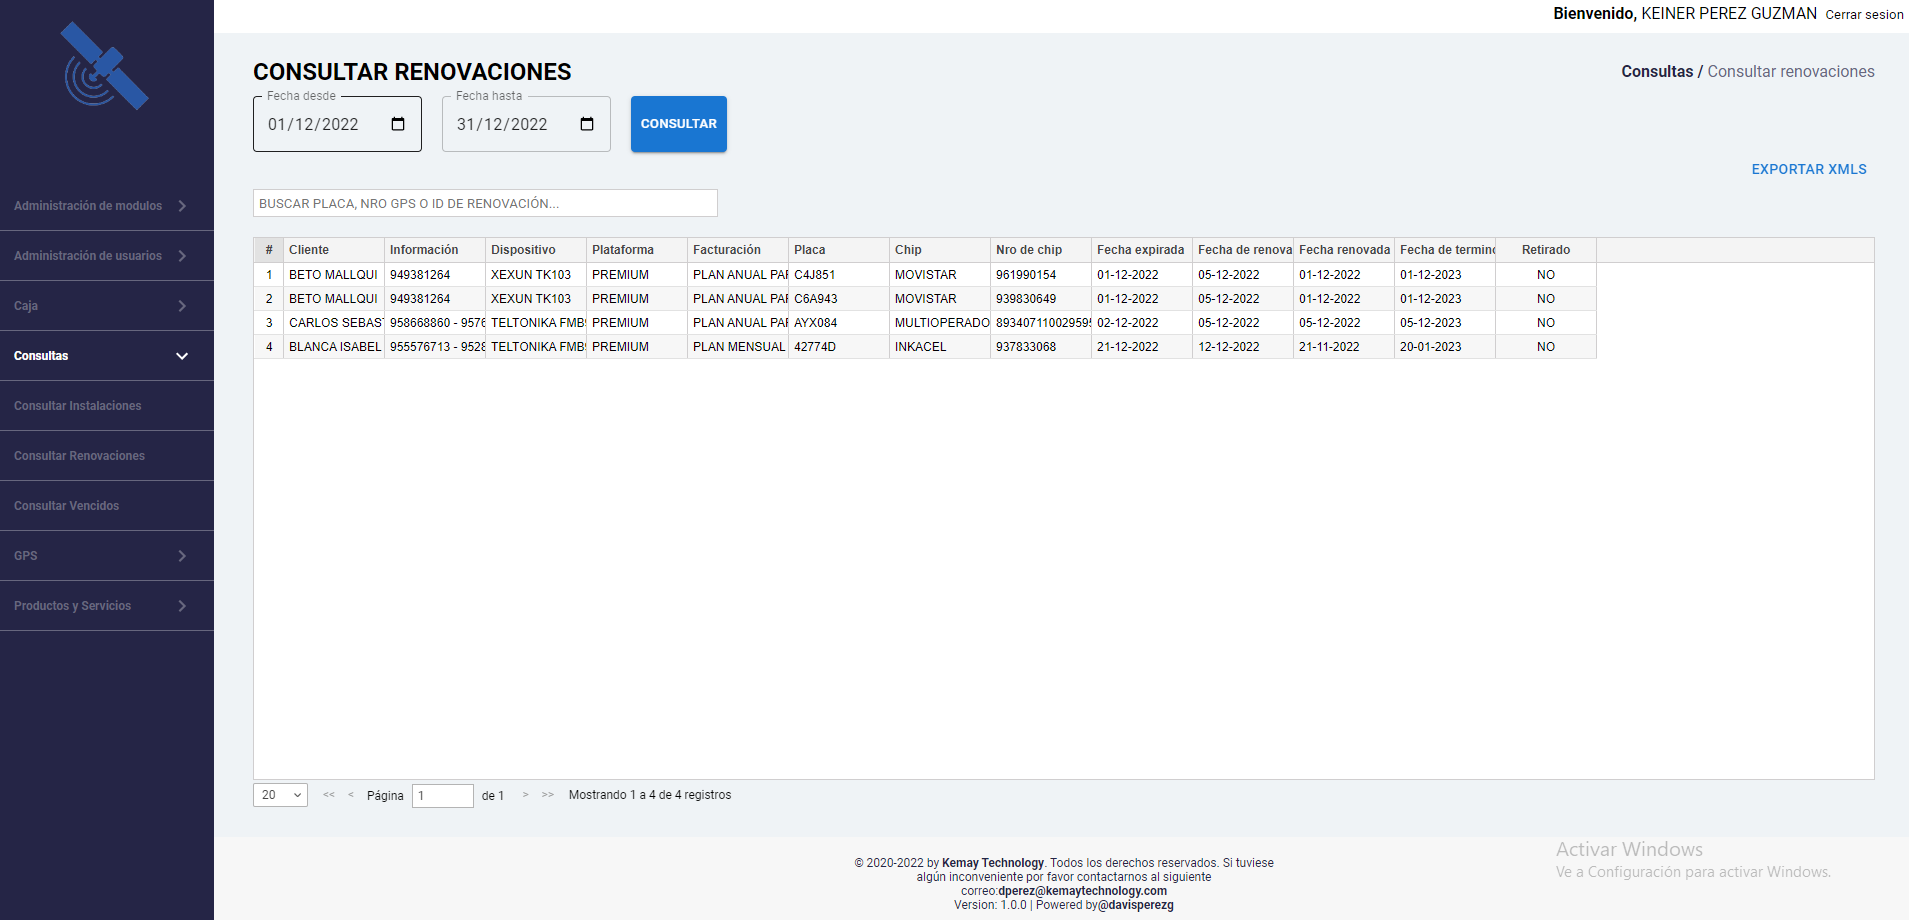 Bienvenido, KEINER PEREZ GUZMAN Cerrar sesion
CONSULTAR RENOVACIONES
Consultas / Consultar renovaciones
Fecha desde Fecha hasta
01/12/2022 31/12/2022 CONSULTAR
EXPORTAR XMLS
BUSCAR PLACA, NRO GPS O ID DE RENOVACIÓN...
Administración de modulos
Administración de usuarios
Caja
Consultas
Consultar Instalaciones
Consultar Renovaciones
Consultar Vencidos
GPS
Productos y Servicios
# Cliente Información Dispositivo Plataforma Facturación Placa Chip Nro de chip Fecha expirada Fecha de renova Fecha renovada Fecha de termino Retirado
1 BETO MALLQUI 949381264 XEXUN TK103 PREMIUM PLAN ANUAL PAR C4J851 MOVISTAR 961990154 01-12-2022 05-12-2022 01-12-2022 01-12-2023 NO
2 BETO MALLQUI 949381264 XEXUN TK103 PREMIUM PLAN ANUAL PAR C6A943 MOVISTAR 939830649 01-12-2022 05-12-2022 01-12-2022 01-12-2023 NO
3 CARLOS SEBAST 958668860 - 9576 TELTONIKA FMB9 PREMIUM PLAN ANUAL PAR AYX084 MULTIOPERADO 89340711002959 02-12-2022 05-12-2022 05-12-2022 05-12-2023 NO
4 BLANCA ISABEL 955576713 - 9528 TELTONIKA FMB9 PREMIUM PLAN MENSUAL 42774D INKACEL 937833068 21-12-2022 12-12-2022 21-11-2022 20-01-2023 NO
20 << < Página 1 de 1 > >> Mostrando 1 a 4 de 4 registros
© 2020-2022 by Kemay Technology. Todos los derechos reservados. Si tuviese
algún inconveniente por favor contactarnos al siguiente
correo:dperez@kemaytechnology.com
Version: 1.0.0 | Powered by@davisperezg
Activar Windows
Ve a Configuración para activar Windows.